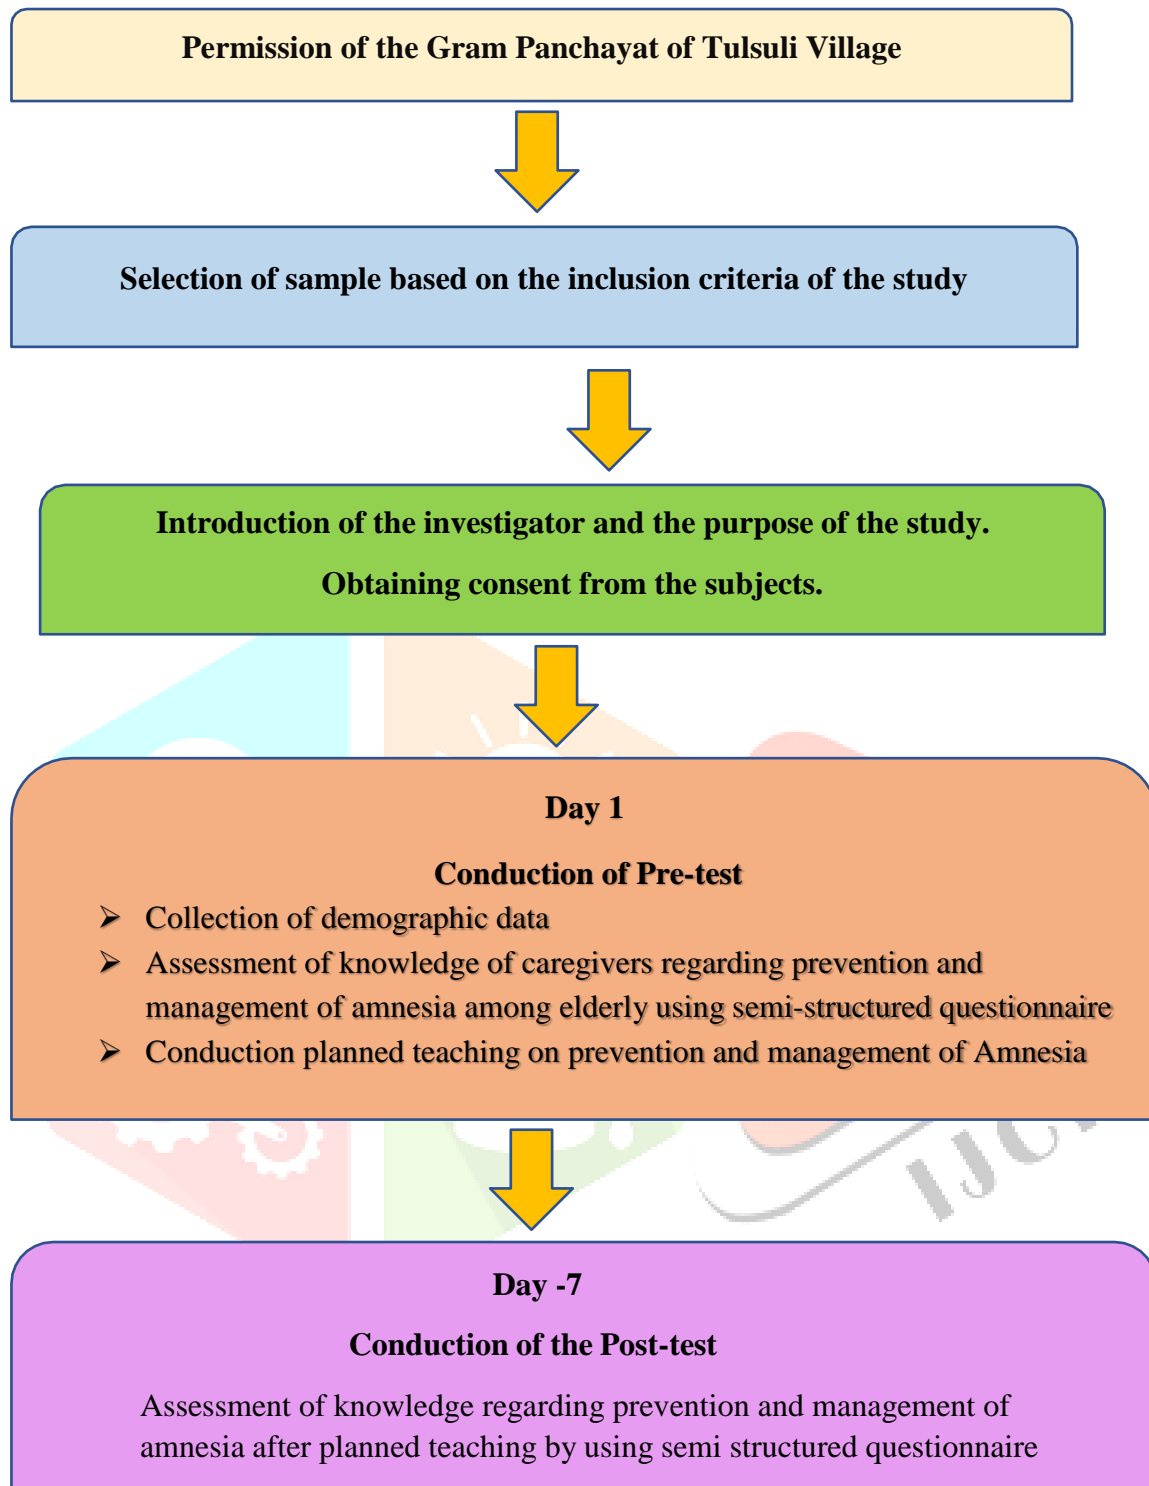 Permission of the Gram Panchayat of Tulsuli Village
Selection of sample based on the inclusion criteria of the study
Introduction of the investigator and the purpose of the study.
Obtaining consent from the subjects.
Day 1
Conduction of Pre-test
➢ Collection of demographic data
➢ Assessment of knowledge of caregivers regarding prevention and
management of amnesia among elderly using semi-structured questionnaire
➢ Conduction planned teaching on prevention and management of Amnesia
Day -7
Conduction of the Post-test
Assessment of knowledge regarding prevention and management of
amnesia after planned teaching by using semi structured questionnaire